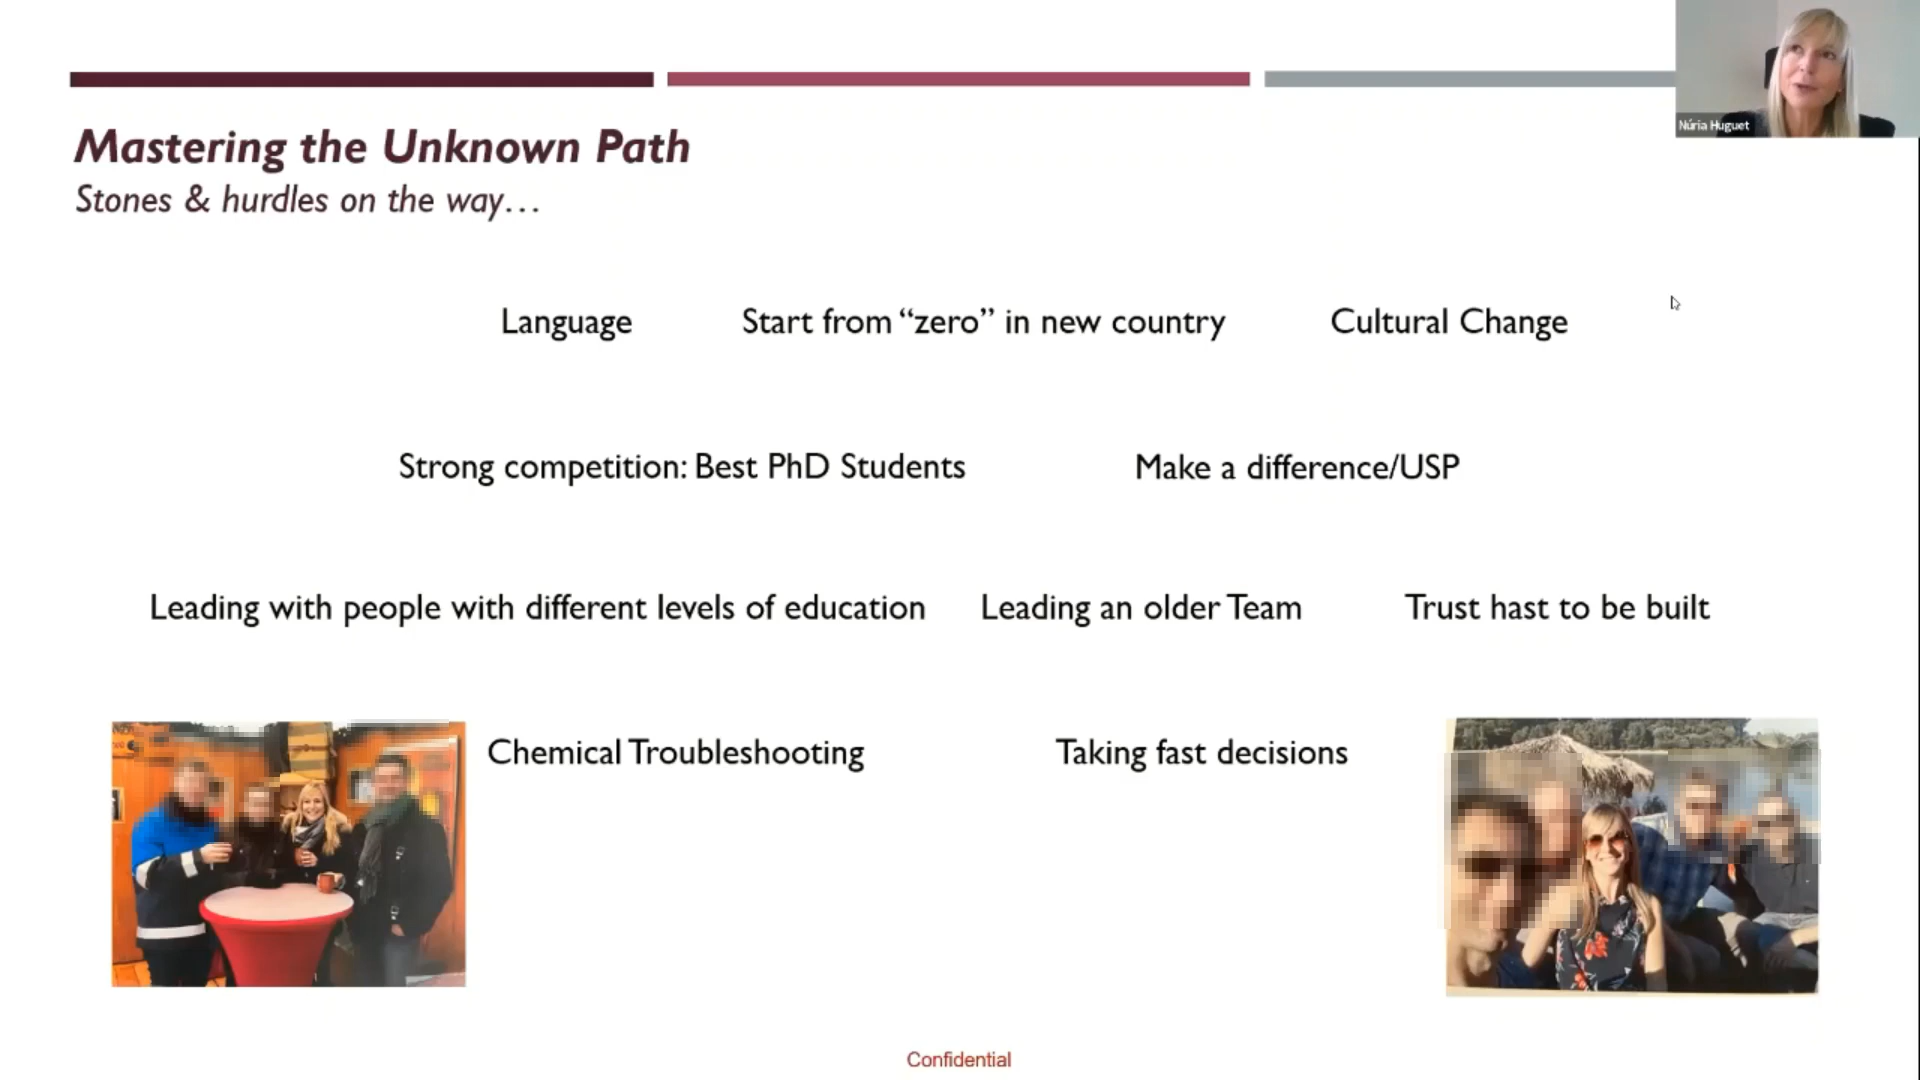 Núria Huguet
Mastering the Unknown Path
Stones & hurdles on the way…
Language Start from “zero” in new country Cultural Change
Strong competition: Best PhD Students Make a difference/USP
Leading with people with different levels of education Leading an older Team Trust hast to be built
Chemical Troubleshooting Taking fast decisions
Confidential